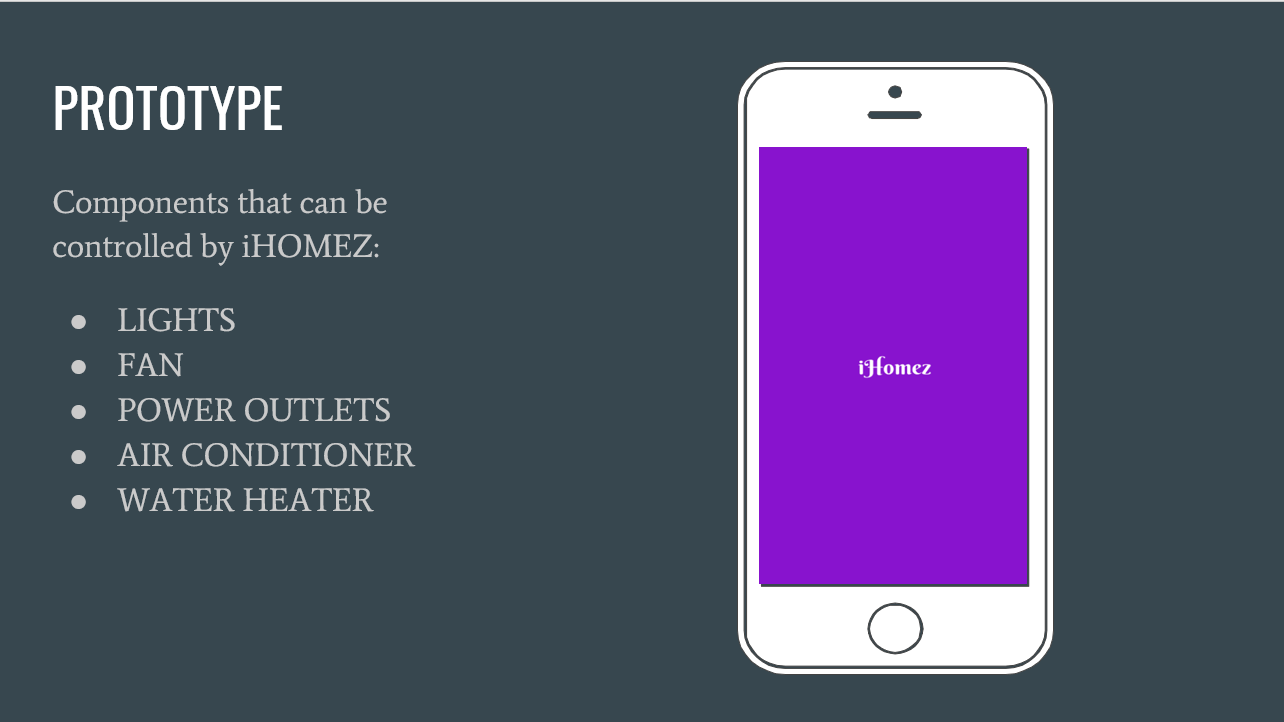 PROTOTYPE
Components that can be
controlled by iHOMEZ:
● LIGHTS
● FAN
● POWER OUTLETS
● AIR CONDITIONER
● WATER HEATER
iHomez